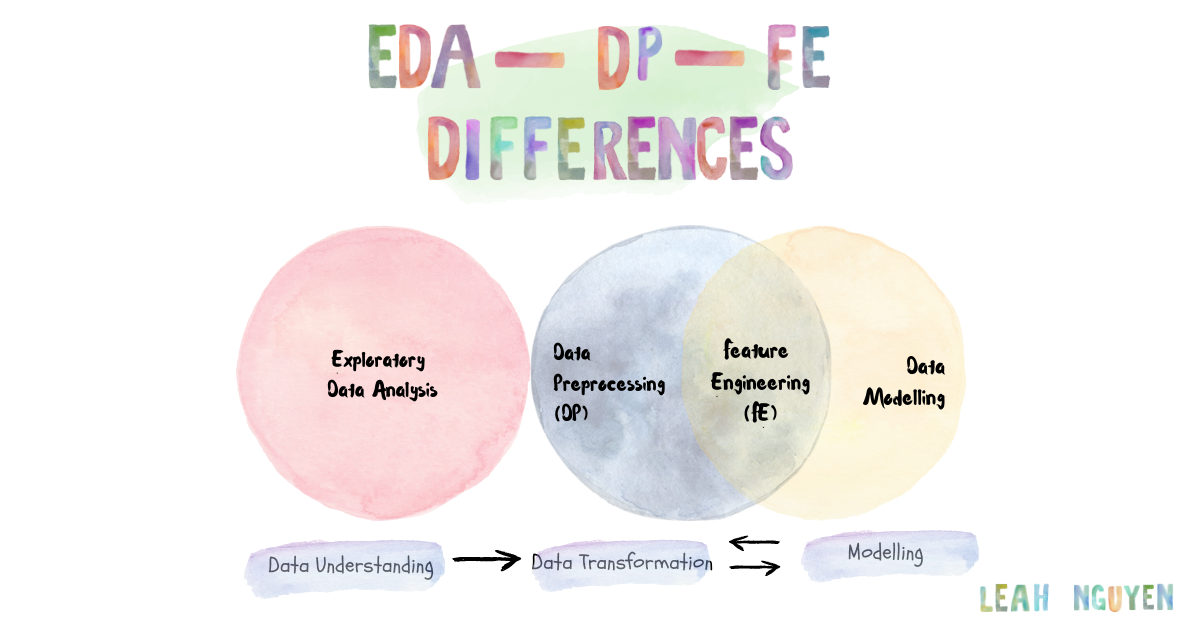 EDA — DP — FE
DIFFERENCES
Exploratory
Data Analysis
Data
Preprocessing
(DP)
Feature
Engineering
(FE)
Data
Modelling
Data Understanding
Data Transformation
Modelling
LEAH NGUYEN